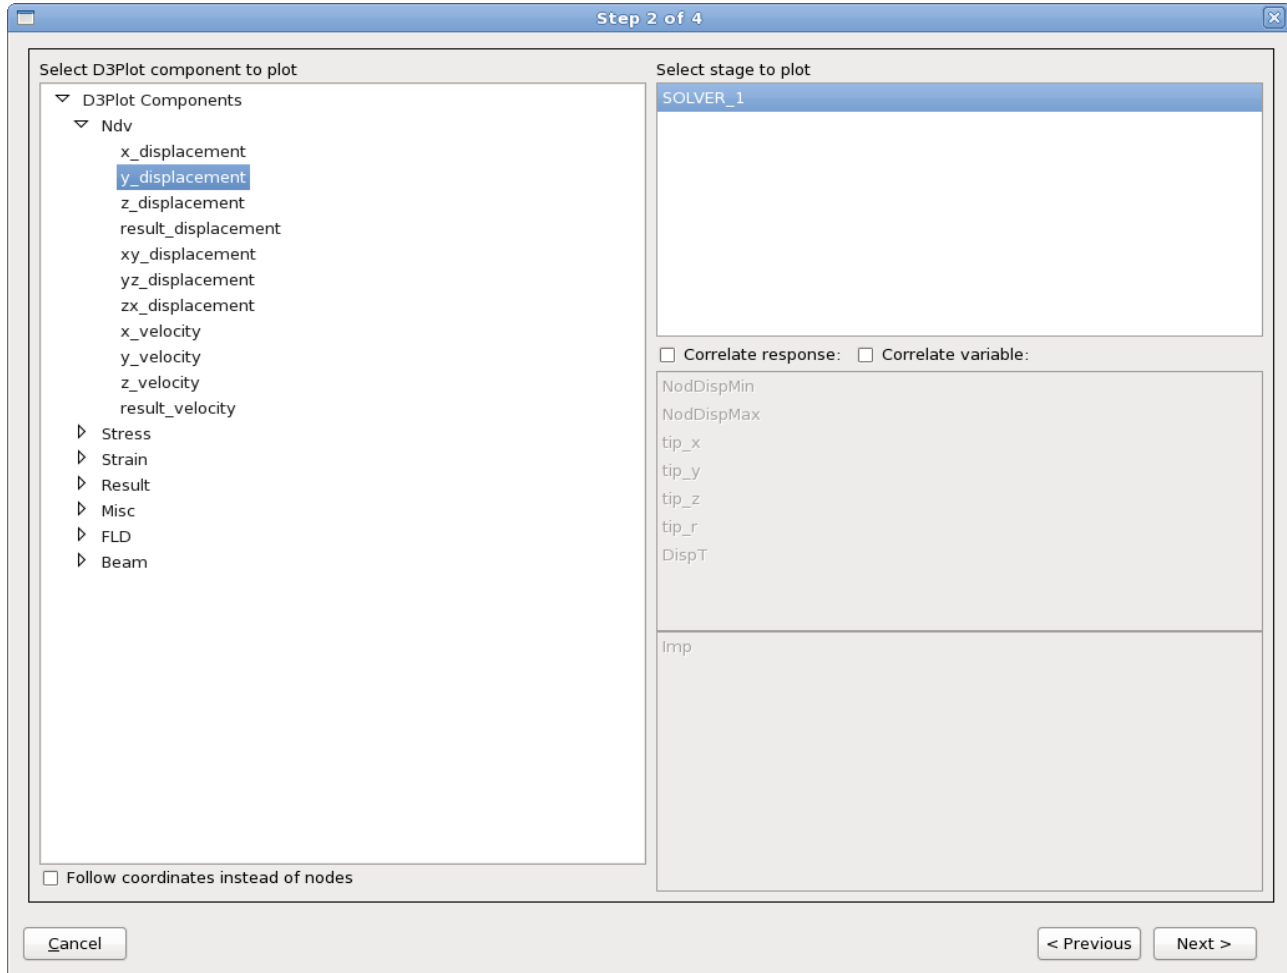 Step 2 of 4
Select D3Plot component to plot
D3Plot Components
Ndv
x_displacement
y_displacement
z_displacement
result_displacement
xy_displacement
yz_displacement
zx_displacement
x_velocity
y_velocity
z_velocity
result_velocity
Stress
Strain
Result
Misc
FLD
Beam
Follow coordinates instead of nodes
Select stage to plot
SOLVER_1
Correlate response: Correlate variable:
NodDispMin
NodDispMax
tip_x
tip_y
tip_z
tip_r
DispT
Imp
Cancel
< Previous
Next >